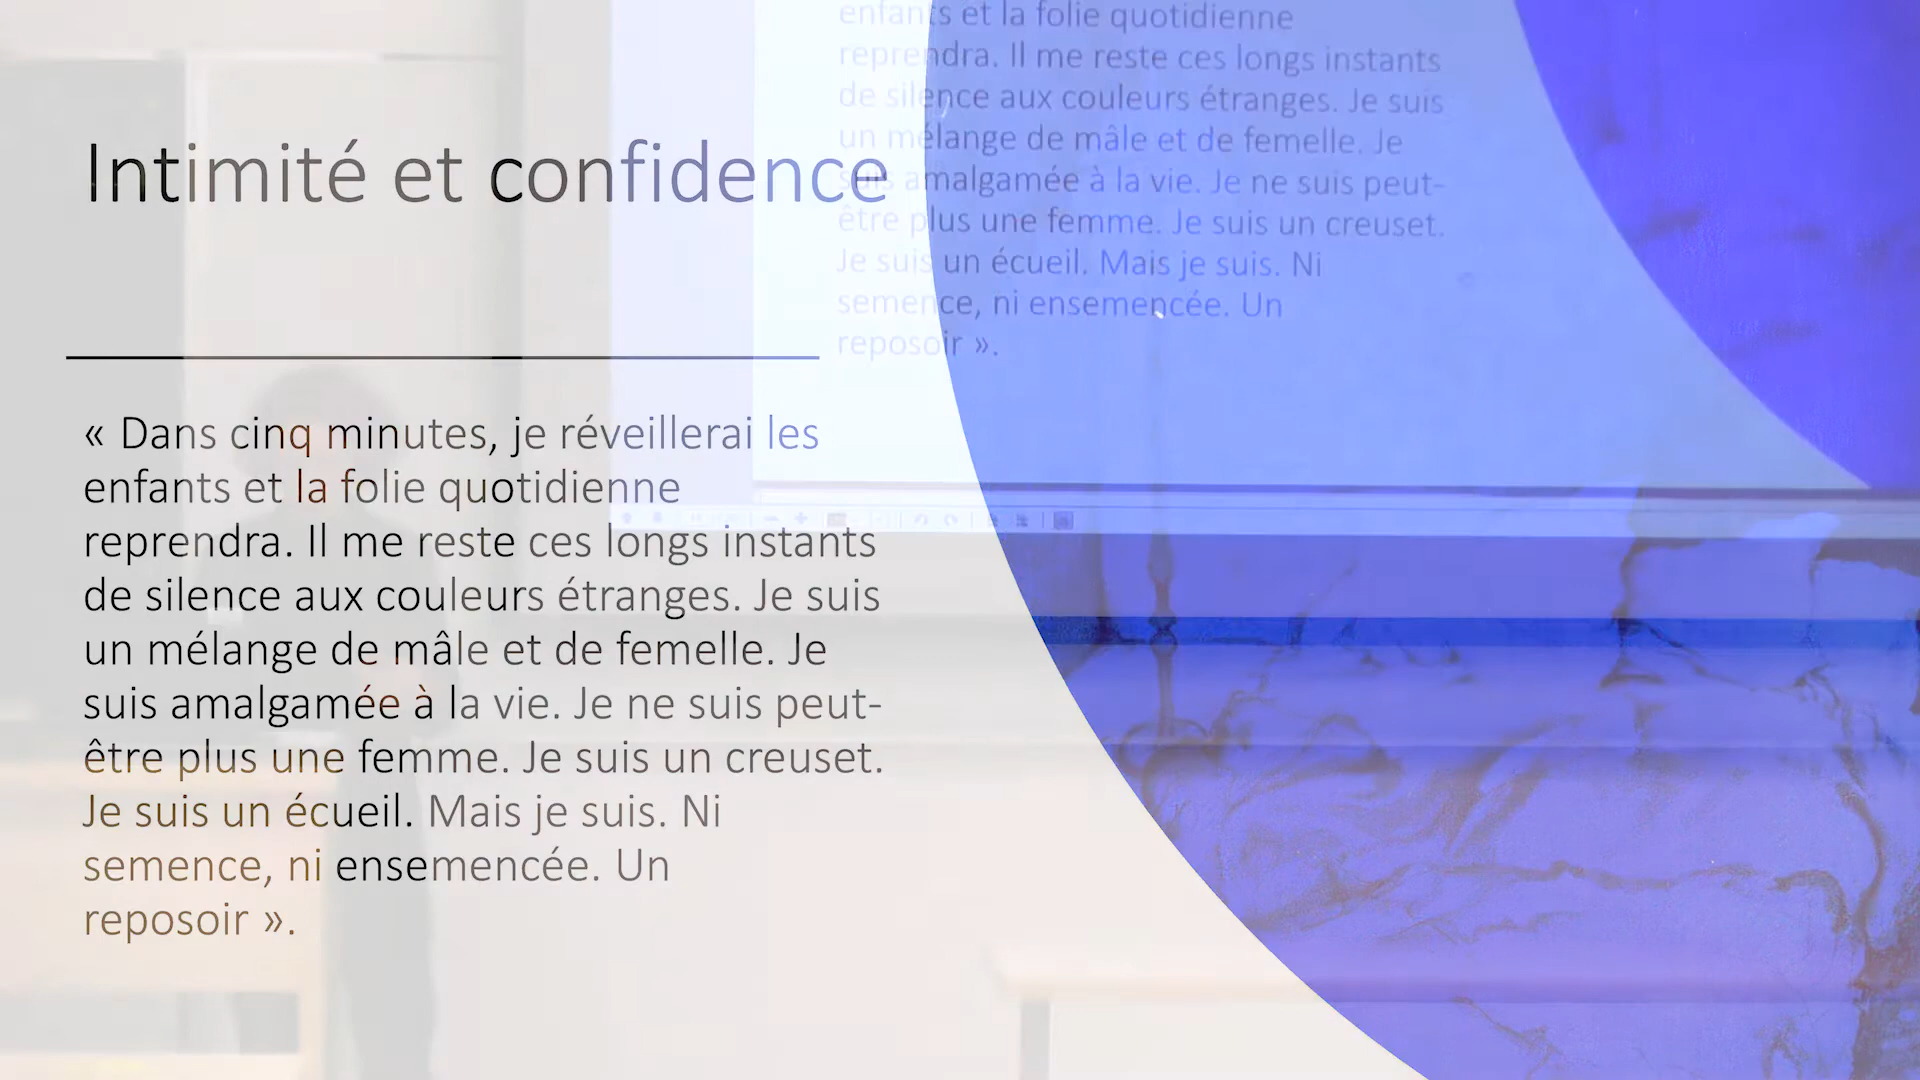 Intimité et confidence
« Dans cinq minutes, je réveillerai les
enfants et la folie quotidienne
reprendra. Il me reste ces longs instants
de silence aux couleurs étranges. Je suis
un mélange de mâle et de femelle. Je
suis amalgamée à la vie. Je ne suis peut-
être plus une femme. Je suis un creuset.
Je suis un écueil. Mais je suis. Ni
semence, ni ensemencée. Un
reposoir ».
enfants et la folie quotidienne
reprendra. Il me reste ces longs instants
de silence aux couleurs étranges. Je suis
un mélange de mâle et de femelle. Je
suis amalgamée à la vie. Je ne suis peut-
être plus une femme. Je suis un creuset.
Je suis un écueil. Mais je suis. Ni
semence, ni ensemencée. Un
reposoir ».